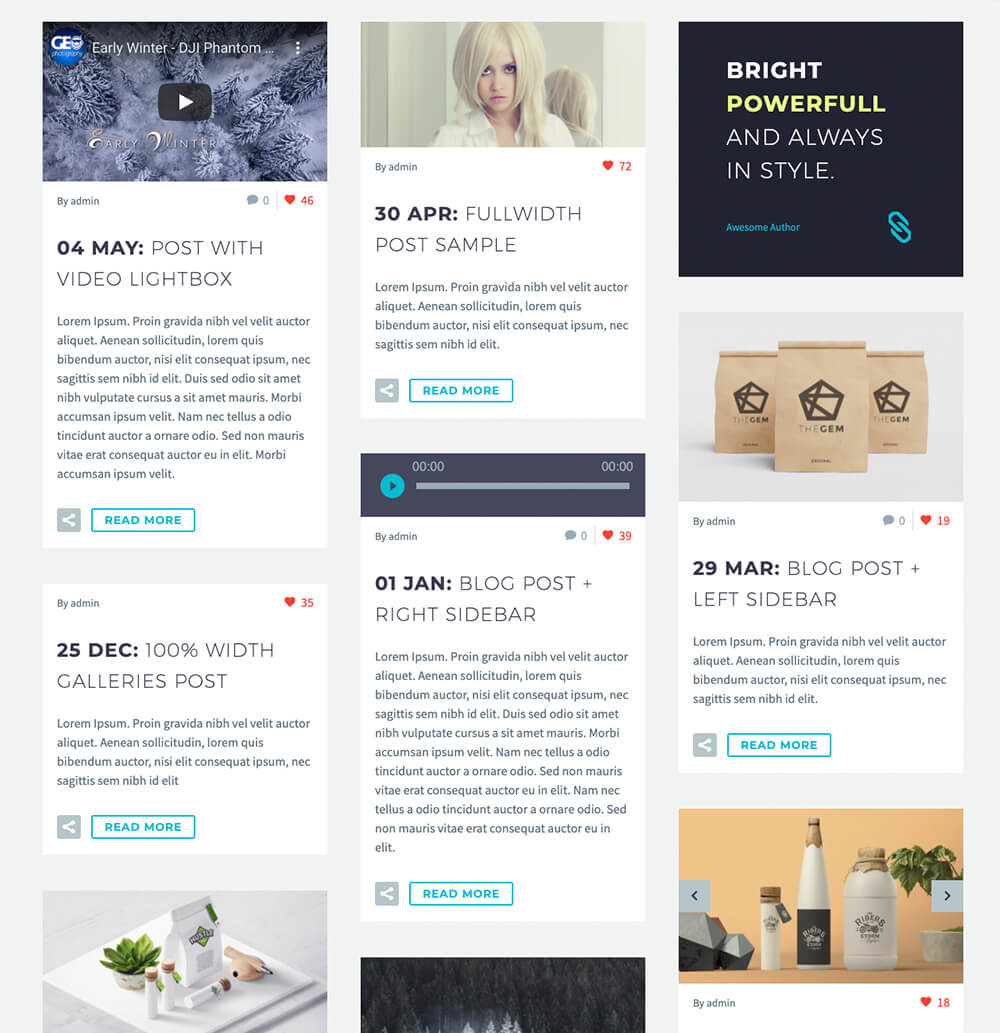 GEO
photography
Early Winter - DJI Phantom ...
EARLY WINTER
By admin
0
46
04 MAY: POST WITH
VIDEO LIGHTBOX
Lorem Ipsum. Proin gravida nibh vel velit auctor
aliquet. Aenean sollicitudin, lorem quis
bibendum auctor, nisi elit consequat ipsum, nec
sagittis sem nibh id elit. Duis sed odio sit amet
nibh vulputate cursus a sit amet mauris. Morbi
accumsan ipsum velit. Nam nec tellus a odio
tincidunt auctor a ornare odio. Sed non mauris
vitae erat consequat auctor eu in elit. Morbi
accumsan ipsum velit.
READ MORE
By admin
35
25 DEC: 100% WIDTH
GALLERIES POST
Lorem Ipsum. Proin gravida nibh vel velit auctor
aliquet. Aenean sollicitudin, lorem quis
bibendum auctor, nisi elit consequat ipsum, nec
sagittis sem nibh id elit
READ MORE
HUSTLE
By admin
72
30 APR: FULLWIDTH
POST SAMPLE
Lorem Ipsum. Proin gravida nibh vel velit auctor
aliquet. Aenean sollicitudin, lorem quis
bibendum auctor, nisi elit consequat ipsum, nec
sagittis sem nibh id elit.
READ MORE
00:00
00:00
By admin
0
39
01 JAN: BLOG POST +
RIGHT SIDEBAR
Lorem Ipsum. Proin gravida nibh vel velit auctor
aliquet. Aenean sollicitudin, lorem quis
bibendum auctor, nisi elit consequat ipsum, nec
sagittis sem nibh id elit. Duis sed odio sit amet
nibh vulputate cursus a sit amet mauris. Morbi
accumsan ipsum velit. Nam nec tellus a odio
tincidunt auctor a ornare odio. Sed non mauris
vitae erat consequat auctor eu in elit. Nam nec
tellus a odio tincidunt auctor a ornare odio. Sed
non mauris vitae erat consequat auctor eu in
elit.
READ MORE
BRIGHT
POWERFULL
AND ALWAYS
IN STYLE.
Awesome Author
THEGEM
THEGEM
THEGEM
ORIGINAL
By admin
0
19
29 MAR: BLOG POST +
LEFT SIDEBAR
Lorem Ipsum. Proin gravida nibh vel velit auctor
aliquet. Aenean sollicitudin, lorem quis
bibendum auctor, nisi elit consequat ipsum, nec
sagittis sem nibh id elit.
READ MORE
RIDERS
STORM
RIDERS
STORM
By admin
18